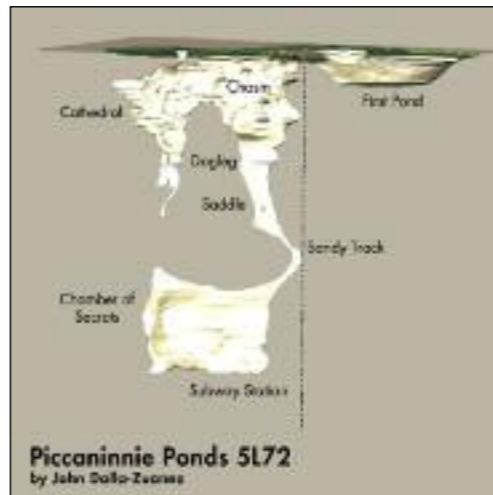 Chasm
Cathedral
First Pond
Dogleg
Saddle
Sandy Track
Chamber of
Secrets
Subway Station
Piccaninnie Ponds 5L72
by John Dalla-Zuanna